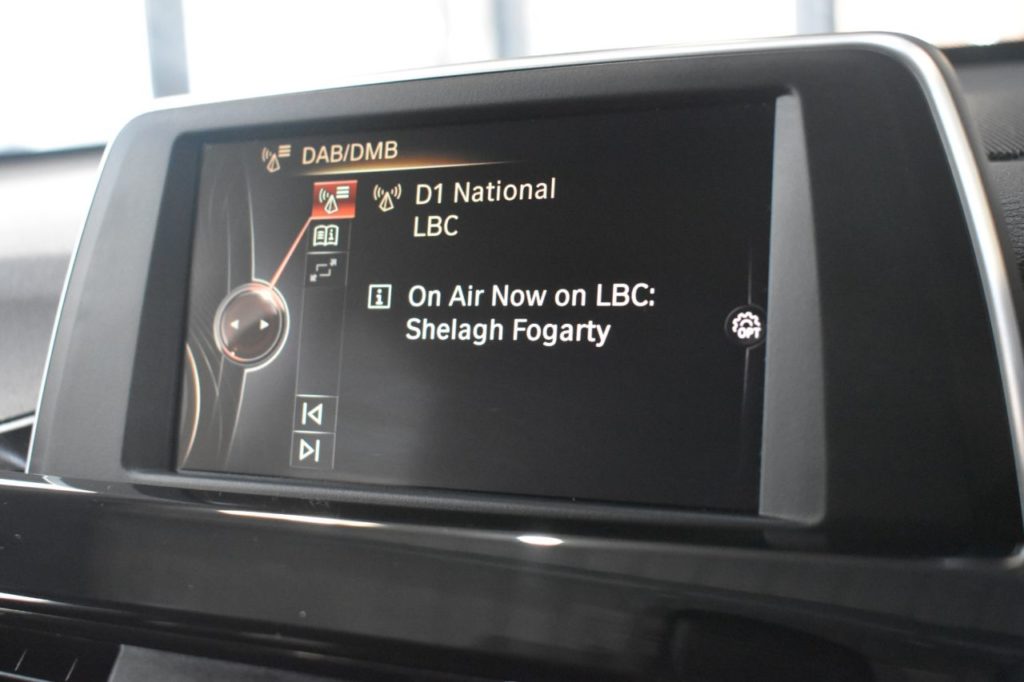 DAB/DMB
D1 National
LBC
On Air Now on LBC:
Shelagh Fogarty
OPT